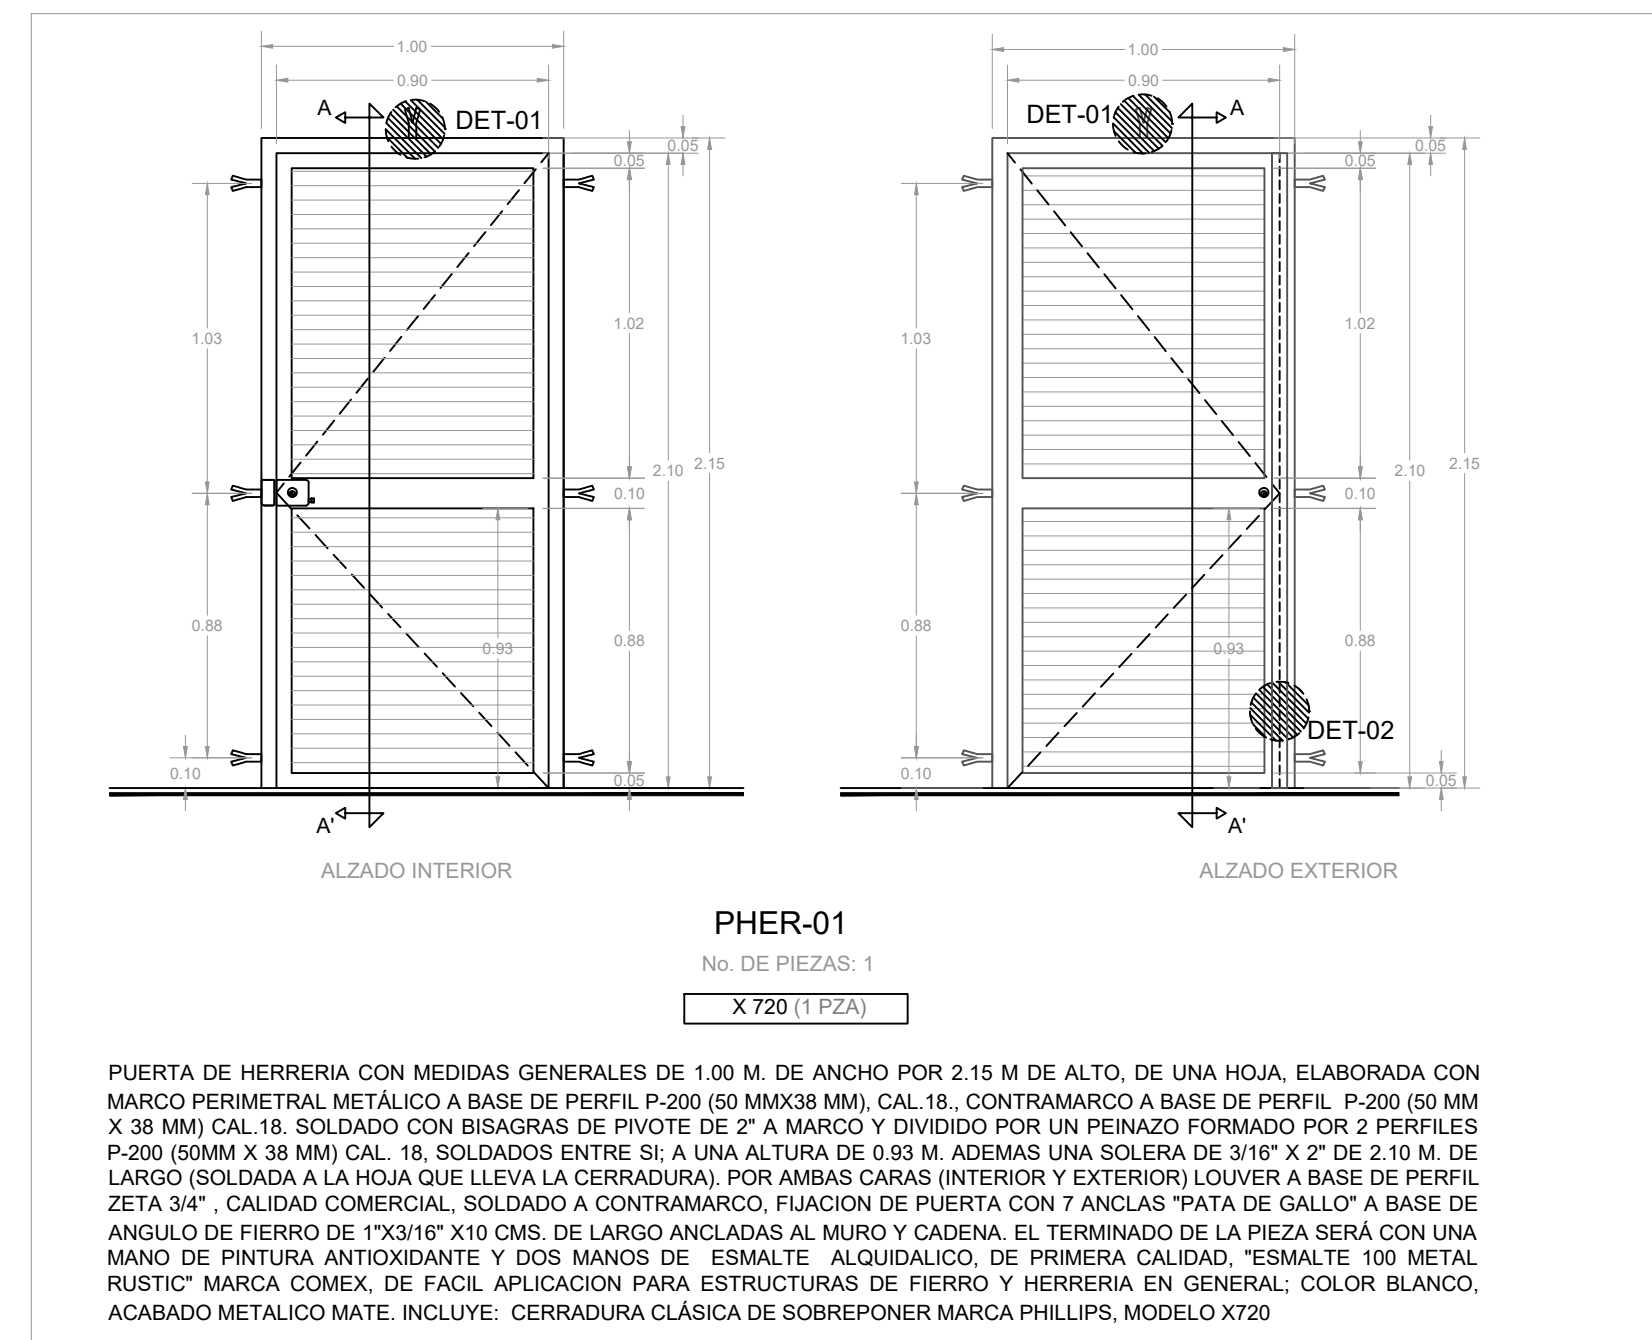 1.00
0.90
A
DET-01
0.05
0.05
1.03
1.02
2.10
2.15
0.10
0.88
0.93
0.88
0.10
0.05
A'
ALZADO INTERIOR
1.00
0.90
DET-01
A
0.05
0.05
1.03
1.02
2.10
2.15
0.10
0.88
0.93
0.88
DET-02
0.10
0.05
A'
ALZADO EXTERIOR
PHER-01
No. DE PIEZAS: 1
X 720 (1 PZA)
PUERTA DE HERRERIA CON MEDIDAS GENERALES DE 1.00 M. DE ANCHO POR 2.15 M DE ALTO, DE UNA HOJA, ELABORADA CON
MARCO PERIMETRAL METÁLICO A BASE DE PERFIL P-200 (50 MMX38 MM), CAL.18., CONTRAMARCO A BASE DE PERFIL P-200 (50 MM
X 38 MM) CAL.18. SOLDADO CON BISAGRAS DE PIVOTE DE 2" A MARCO Y DIVIDIDO POR UN PEINAZO FORMADO POR 2 PERFILES
P-200 (50MM X 38 MM) CAL. 18, SOLDADOS ENTRE SI; A UNA ALTURA DE 0.93 M. ADEMAS UNA SOLERA DE 3/16" X 2" DE 2.10 M. DE
LARGO (SOLDADA A LA HOJA QUE LLEVA LA CERRADURA). POR AMBAS CARAS (INTERIOR Y EXTERIOR) LOUVER A BASE DE PERFIL
ZETA 3/4" , CALIDAD COMERCIAL, SOLDADO A CONTRAMARCO, FIJACION DE PUERTA CON 7 ANCLAS "PATA DE GALLO" A BASE DE
ANGULO DE FIERRO DE 1"X3/16" X10 CMS. DE LARGO ANCLADAS AL MURO Y CADENA. EL TERMINADO DE LA PIEZA SERÁ CON UNA
MANO DE PINTURA ANTIOXIDANTE Y DOS MANOS DE ESMALTE ALQUIDALICO, DE PRIMERA CALIDAD, "ESMALTE 100 METAL
RUSTIC" MARCA COMEX, DE FACIL APLICACION PARA ESTRUCTURAS DE FIERRO Y HERRERIA EN GENERAL; COLOR BLANCO,
ACABADO METALICO MATE. INCLUYE: CERRADURA CLÁSICA DE SOBREPONER MARCA PHILLIPS, MODELO X720